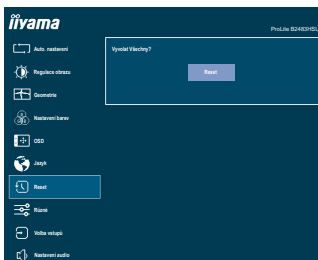 iiyama
ProLite B2483HSU
Auto. nastavení
Vyvolat Všechny?
Regulace obrazu
Reset
Geometrie
Nastavení barev
OSD
Jazyk
Reset
Různé
Volba vstupů
Nastavení audio